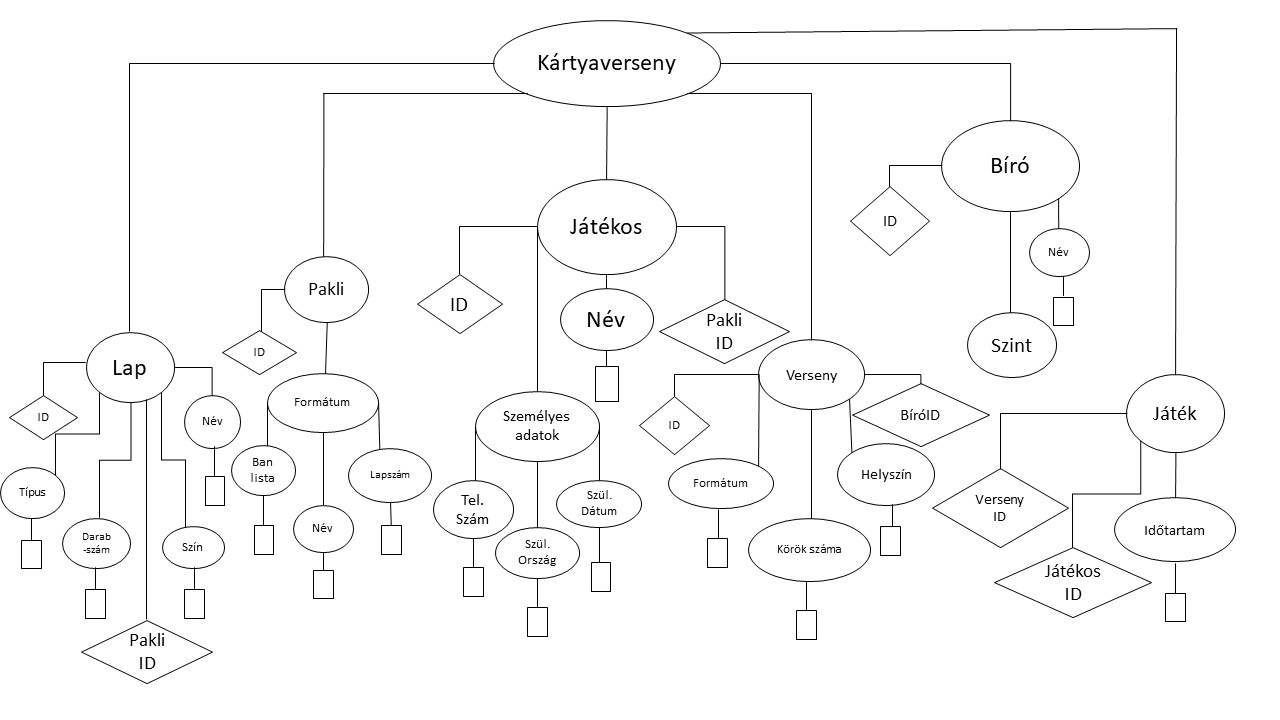 Kártyaverseny
Bíró
ID
Név
Szint
Játékos
ID
Név
Pakli
ID
Személyes
adatok
Tel.
Szám
Szül.
Ország
Szül.
Dátum
Pakli
ID
Formátum
Ban
lista
Név
Lapszám
Lap
ID
Típus
Darab
-szám
Pakli
ID
Szín
Név
Verseny
ID
Formátum
Körök száma
Helyszín
BíróID
Játék
Verseny
ID
Játékos
ID
Időtartam